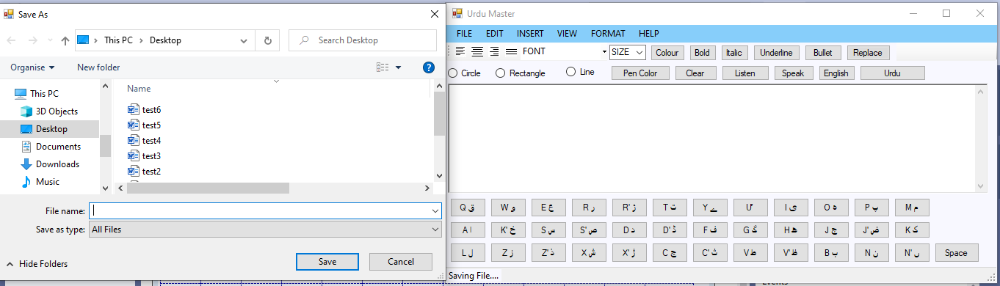 Save As
This PC > Desktop
Search Desktop
Organise
New folder
This PC
3D Objects
Desktop
Documents
Downloads
Music
Name
test6
test5
test4
test3
test2
File name:
Save as type: All Files
Hide Folders
Save Cancel
Urdu Master
FILE EDIT INSERT VIEW FORMAT HELP
FONT SIZE Colour Bold Italic Underline Bullet Replace
Circle Rectangle Line Pen Color Clear Listen Speak English Urdu
Q ق W و E ع R ر R' ڑ T ت Y ے I ی O ہ P پ M م
A ا K' خ S س S' ص D د D' ڈ F ف G گ H ھ J ج J' ض K ک
L ل Z ز Z' ذ X ش X' ژ C چ C' ث V ط V' ظ B ب N ن N' ں Space
Saving File....